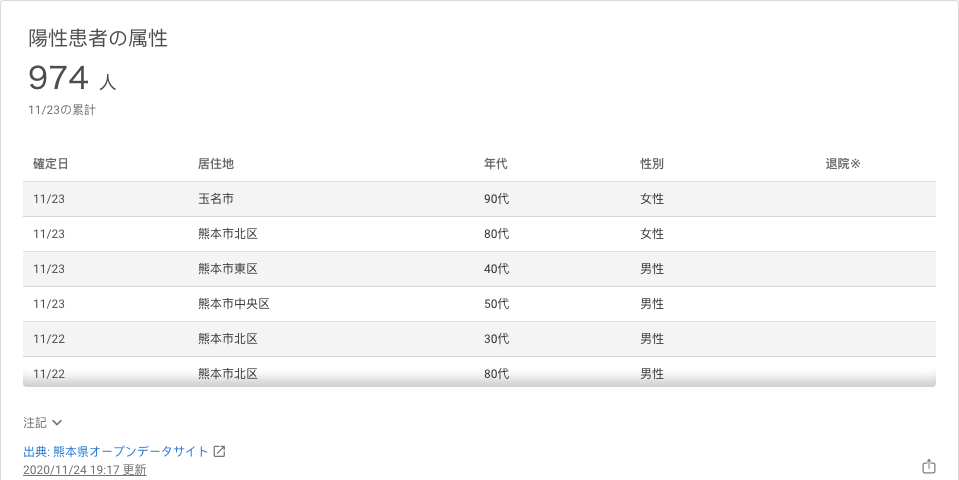 陽性患者の属性
974 人
11/23の累計
確定日 居住地 年代 性別 退院※
11/23 玉名市 90代 女性
11/23 熊本市北区 80代 女性
11/23 熊本市東区 40代 男性
11/23 熊本市中央区 50代 男性
11/22 熊本市北区 30代 男性
11/22 熊本市北区 80代 男性
注記
出典: 熊本県オープンデータサイト
2020/11/24 19:17 更新